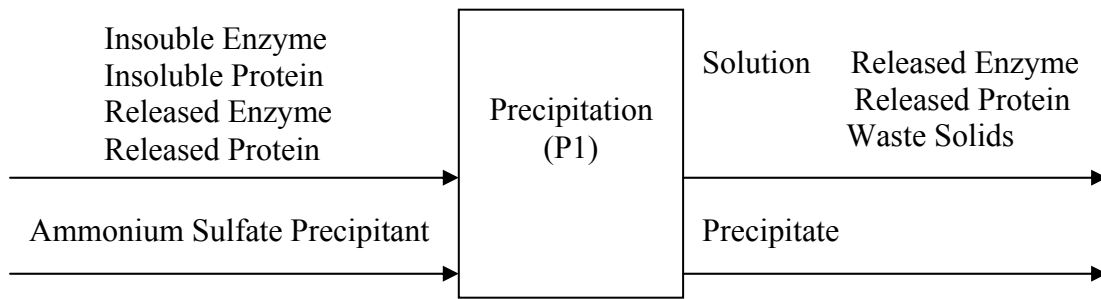 Insouble Enzyme
Insoluble Protein
Released Enzyme
Released Protein
Ammonium Sulfate Precipitant
Precipitation
(P1)
Solution Released Enzyme
Released Protein
Waste Solids
Precipitate